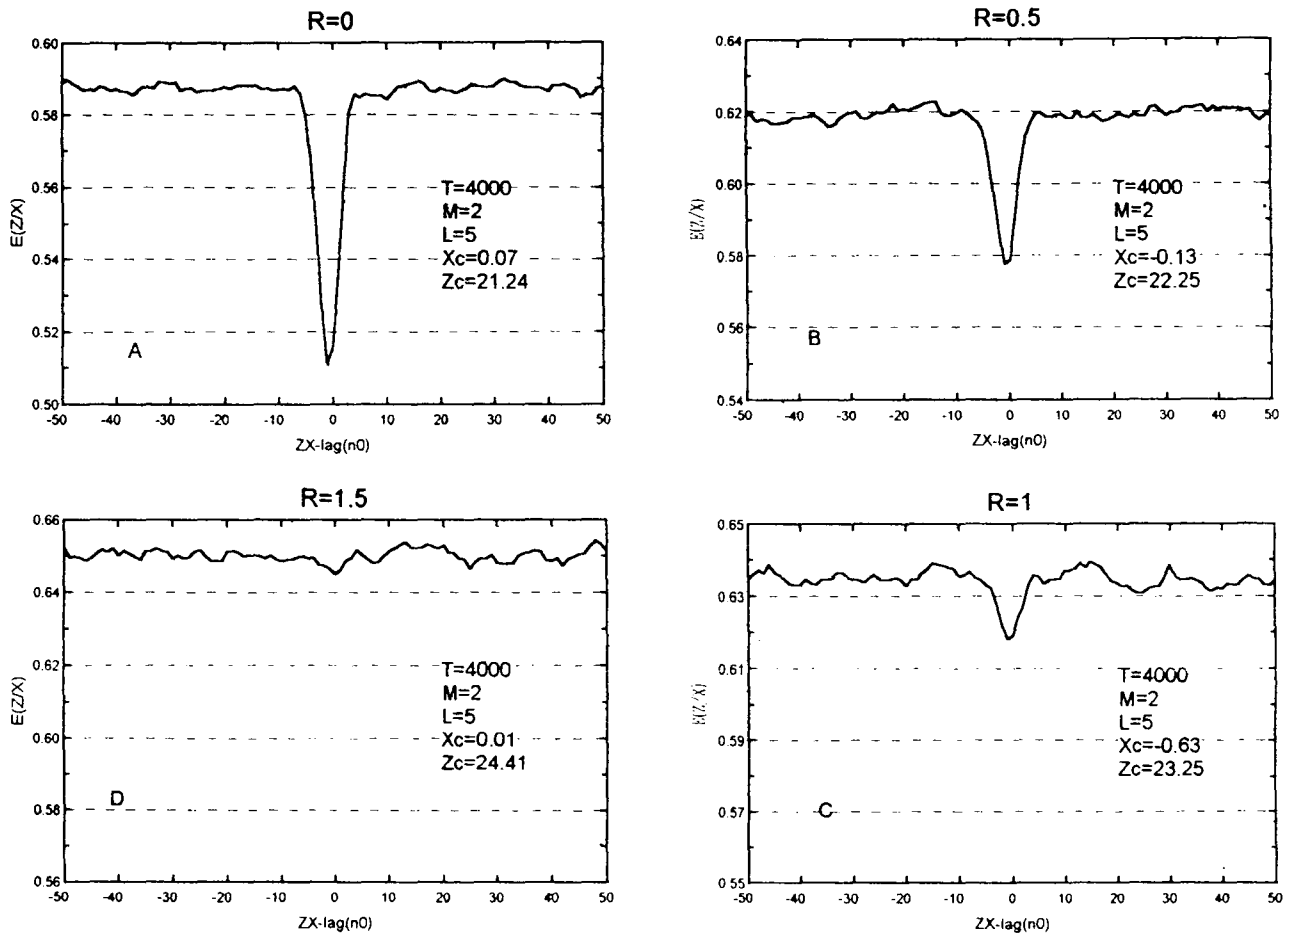 R=0
0.60
0.58
0.56
0.54
0.52
0.50
E(Z/X)
T=4000
M=2
L=5
Xc=0.07
Zc=21.24
A
-50 -40 -30 -20 -10 0 10 20 30 40 50
ZX-lag(n0)
R=0.5
0.64
0.62
0.60
0.58
0.56
0.54
E(Z/X)
T=4000
M=2
L=5
Xc=-0.13
Zc=22.25
B
-50 -40 -30 -20 -10 0 10 20 30 40 50
ZX-lag(n0)
R=1.5
0.66
0.64
0.62
0.60
0.58
0.56
E(Z/X)
T=4000
M=2
L=5
Xc=0.01
Zc=24.41
D
-50 -40 -30 -20 -10 0 10 20 30 40 50
ZX-lag(n0)
R=1
0.65
0.63
0.61
0.59
0.57
0.55
E(Z/X)
T=4000
M=2
L=5
Xc=-0.63
Zc=23.25
C
-50 -40 -30 -20 -10 0 10 20 30 40 50
ZX-lag(n0)